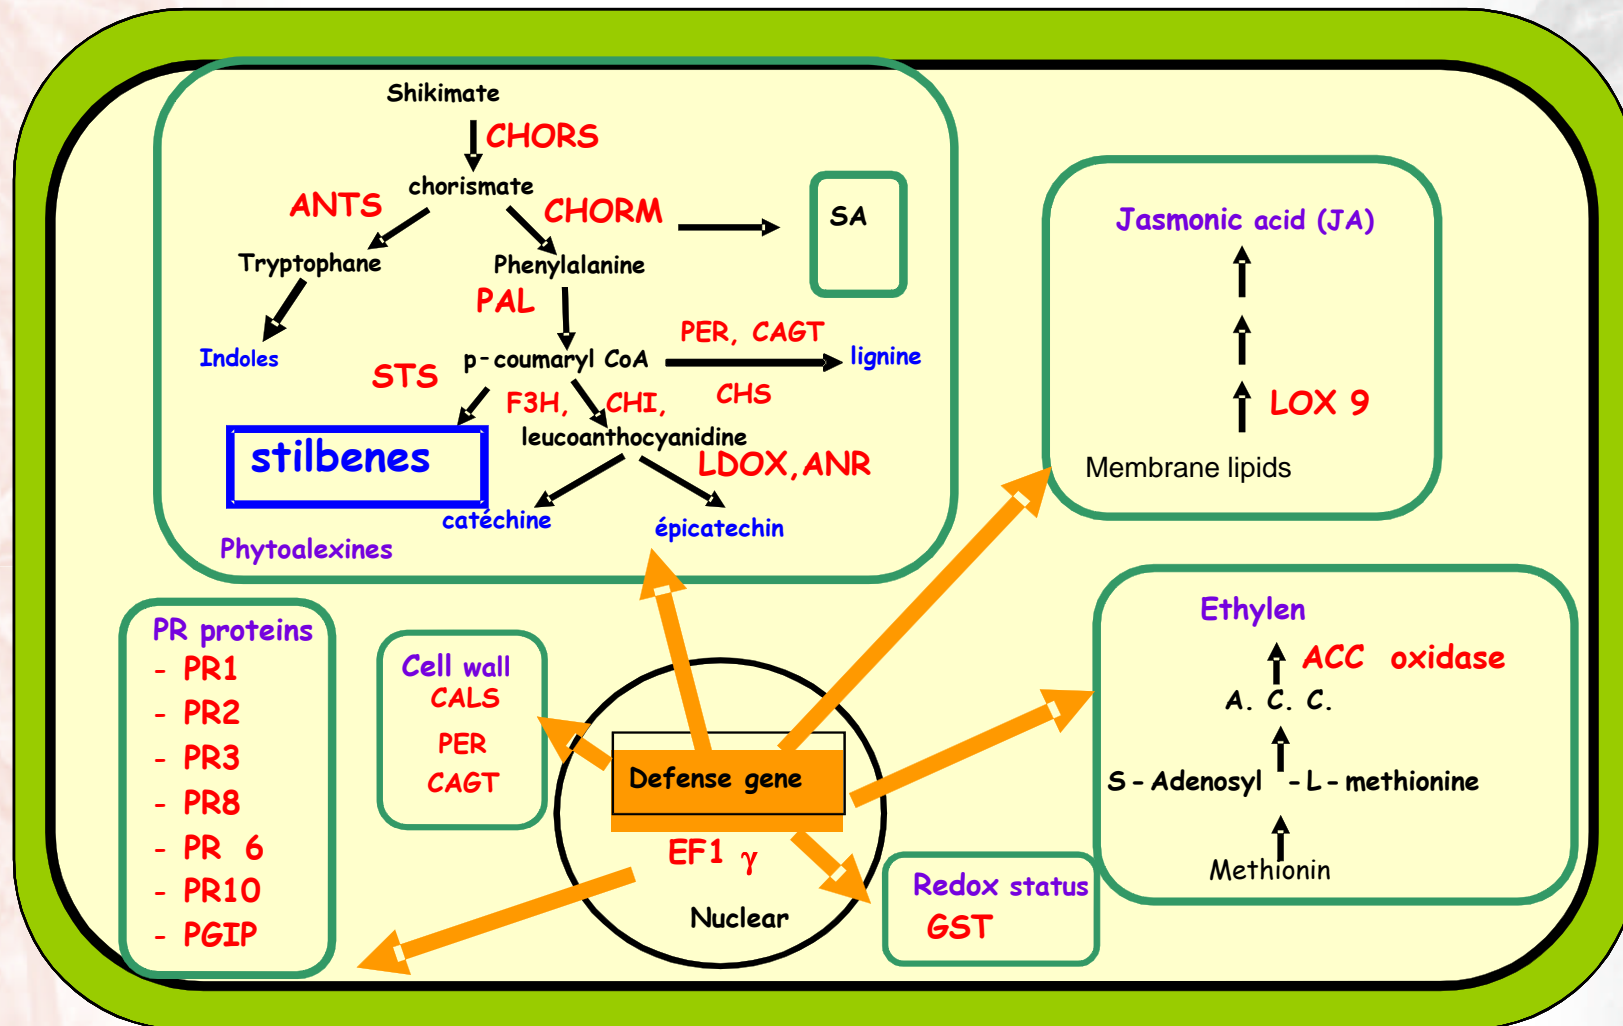 Shikimate
CHORS
chorismate
ANTS
CHORM
SA
Tryptophane
Phenylalanine
PAL
PER, CAGT
Indoles
p-coumaryl CoA
lignine
STS
F3H, CHI, CHS
leucoanthocyanidine
stilbenes
LDOX, ANR
catéchine
épicatechin
Phytoalexines
Jasmonic acid (JA)
LOX 9
Membrane lipids
PR proteins
- PR1
- PR2
- PR3
- PR8
- PR 6
- PR10
- PGIP
Cell wall
CALS
PER
CAGT
Defense gene
EF1 γ
Nuclear
Redox status
GST
Ethylen
ACC oxidase
A. C. C.
S-Adenosyl -L-methionine
Methionin